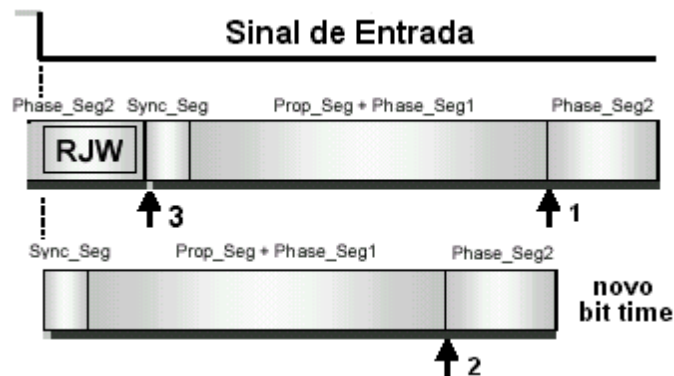 Sinal de Entrada
Phase_Seg2 Sync_Seg Prop_Seg + Phase_Seg1 Phase_Seg2
RJW
3 1
Sync_Seg Prop_Seg + Phase_Seg1 Phase_Seg2
novo
bit time
2